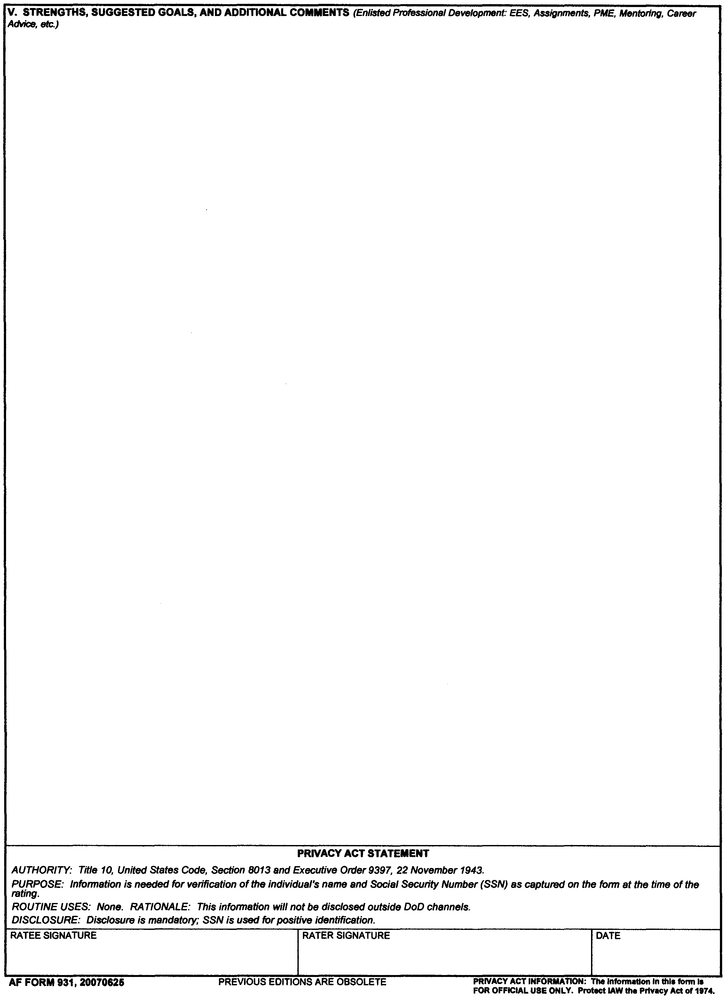 V. STRENGTHS, SUGGESTED GOALS, AND ADDITIONAL COMMENTS (Enlisted Professional Development: EES, Assignments, PME, Mentoring, Career
Advice, etc.)
PRIVACY ACT STATEMENT
AUTHORITY: Title 10, United States Code, Section 8013 and Executive Order 9397, 22 November 1943.
PURPOSE: Information is needed for verification of the individual's name and Social Security Number (SSN) as captured on the form at the time of the
rating.
ROUTINE USES: None. RATIONALE: This information will not be disclosed outside DoD channels.
DISCLOSURE: Disclosure is mandatory; SSN is used for positive identification.
RATEE SIGNATURE
RATER SIGNATURE
DATE
AF FORM 931, 20070625
PREVIOUS EDITIONS ARE OBSOLETE
PRIVACY ACT INFORMATION: The information in this form is
FOR OFFICIAL USE ONLY. Protect IAW the Privacy Act of 1974.